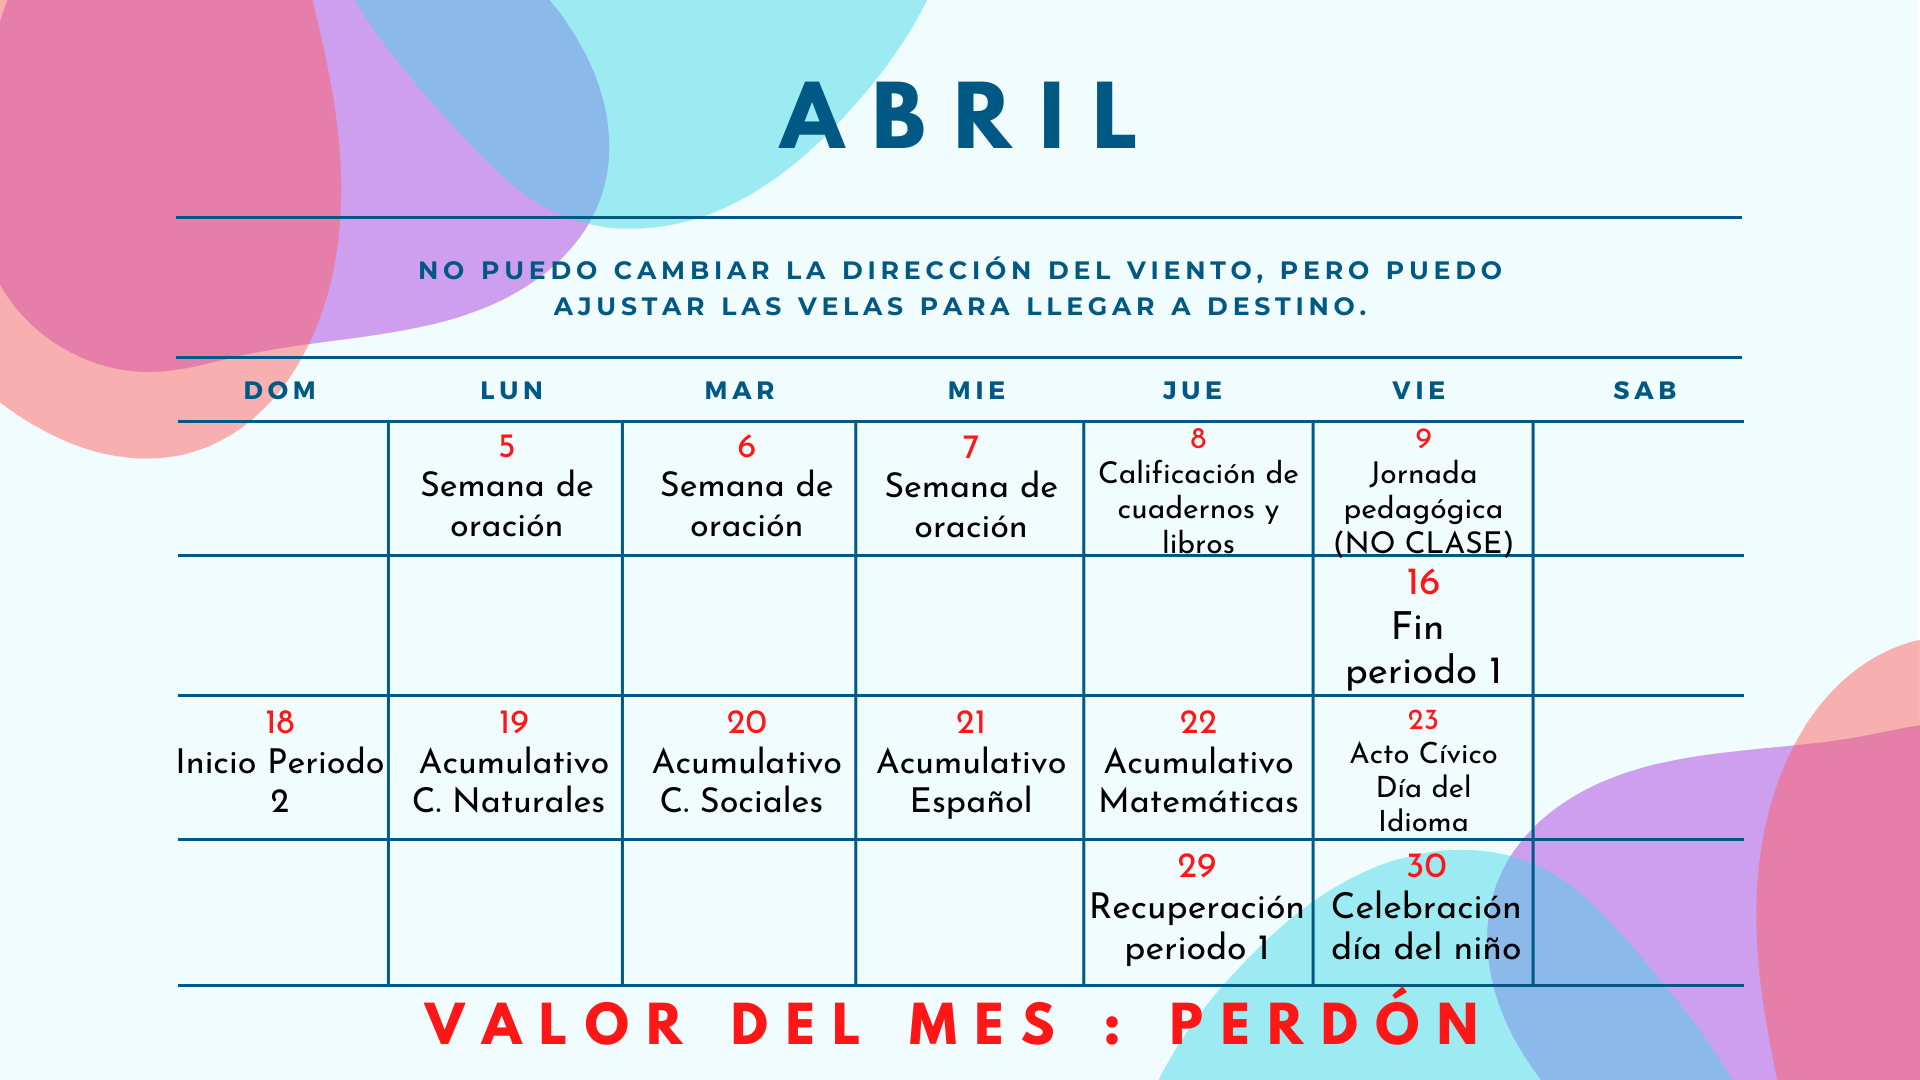 ABRIL
NO PUEDO CAMBIAR LA DIRECCIÓN DEL VIENTO, PERO PUEDO
AJUSTAR LAS VELAS PARA LLEGAR A DESTINO.
DOM LUN MAR MIE JUE VIE SAB
5
Semana de
oración
6
Semana de
oración
7
Semana de
oración
8
Calificación de
cuadernos y
libros
9
Jornada
pedagógica
(NO CLASE)
16
Fin
periodo 1
18
Inicio Periodo
2
19
Acumulativo
C. Naturales
20
Acumulativo
C. Sociales
21
Acumulativo
Español
22
Acumulativo
Matemáticas
23
Acto Cívico
Día del
Idioma
29
Recuperación
periodo 1
30
Celebración
día del niño
VALOR DEL MES : PERDÓN